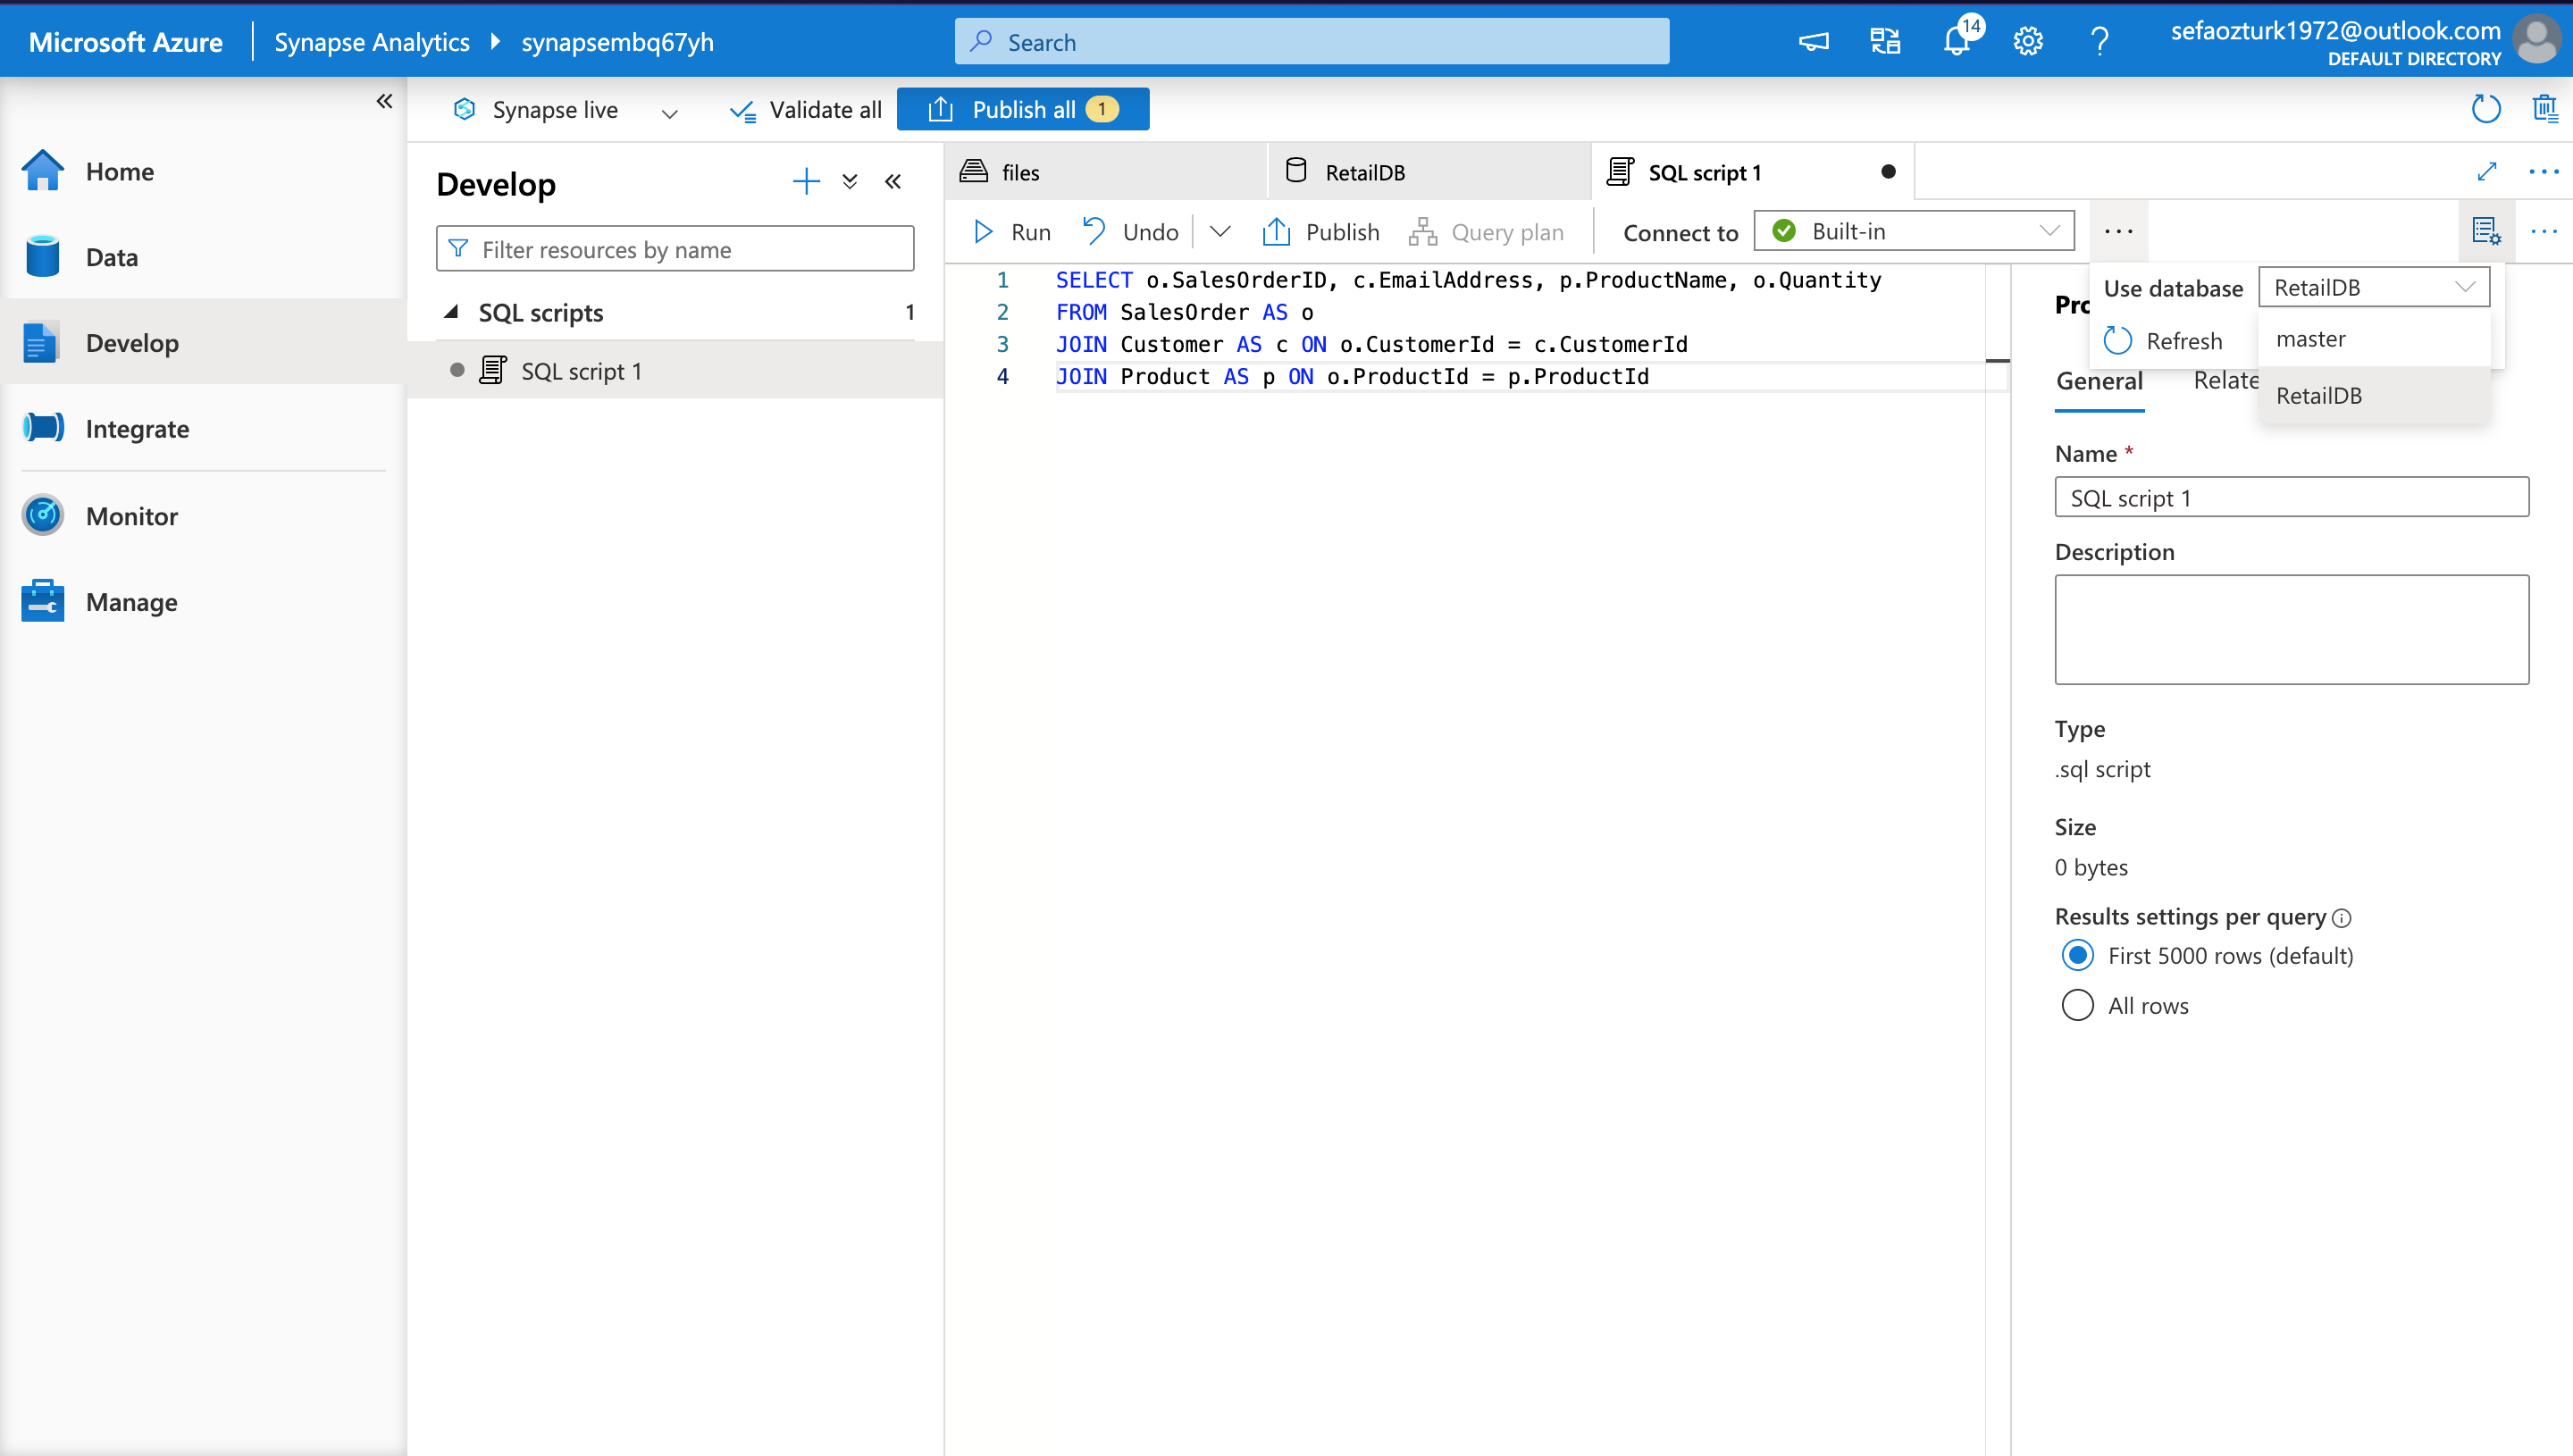 Microsoft Azure
Synapse Analytics
synapsembq67yh
Search
14
sefaozturk1972@outlook.com
DEFAULT DIRECTORY
Home
Data
Develop
Integrate
Monitor
Manage
Synapse live
Validate all
Publish all
1
Develop
Filter resources by name
SQL scripts
1
SQL script 1
files
RetailDB
SQL script 1
Run
Undo
Publish
Query plan
Connect to
Built-in
1 SELECT o.SalesOrderID, c.EmailAddress, p.ProductName, o.Quantity
2 FROM SalesOrder AS o
3 JOIN Customer AS c ON o.CustomerId = c.CustomerId
4 JOIN Product AS p ON o.ProductId = p.ProductId
Use database
RetailDB
Refresh
master
RetailDB
Pro
General
Relate
Name *
SQL script 1
Description
Type
.sql script
Size
0 bytes
Results settings per query
First 5000 rows (default)
All rows